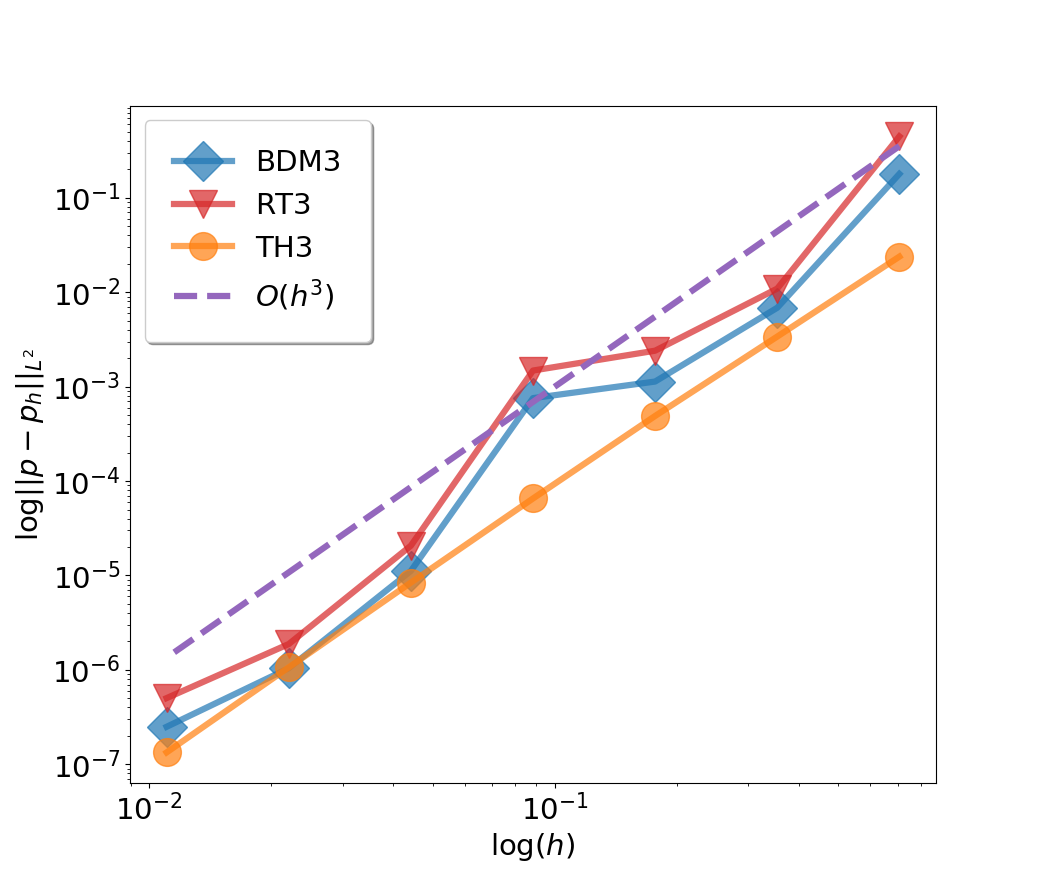 BDM3
RT3
TH3
O(h³)
10⁻¹
10⁻²
10⁻³
10⁻⁴
10⁻⁵
10⁻⁶
10⁻⁷
log||p − pₕ||_{L²}
10⁻² 10⁻¹
log(h)